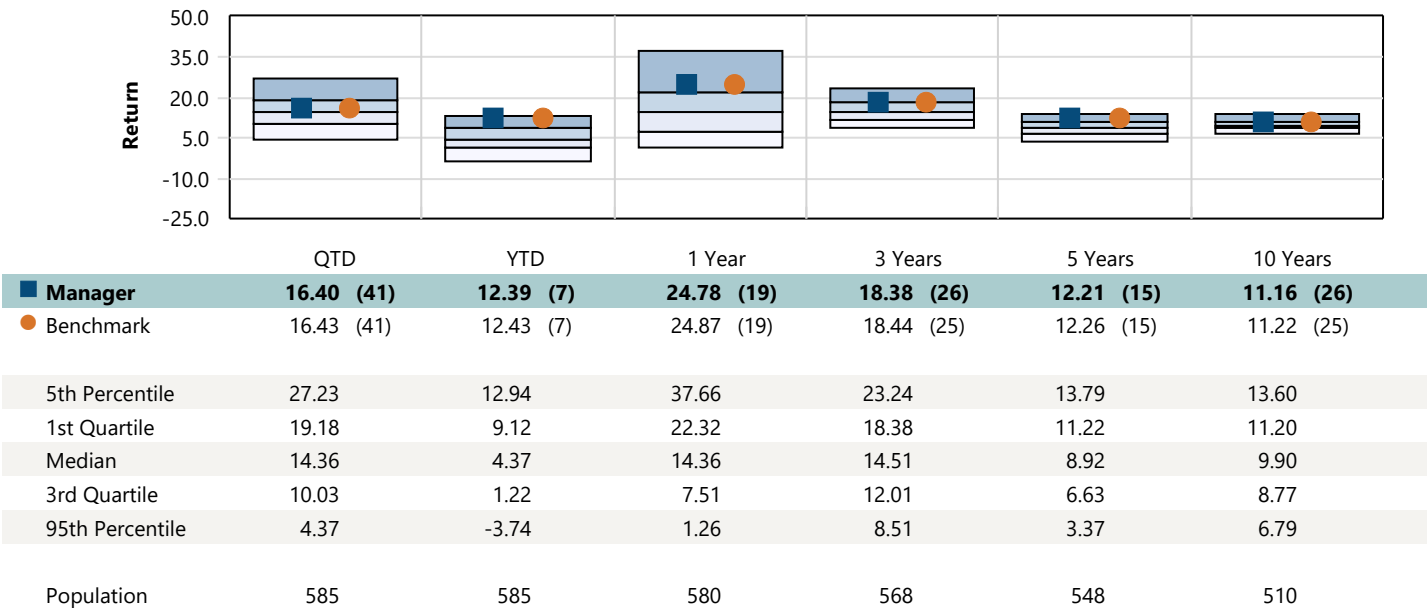 50.0
35.0
20.0
5.0
-10.0
-25.0
Return
QTD YTD 1 Year 3 Years 5 Years 10 Years
Manager 16.40 (41) 12.39 (7) 24.78 (19) 18.38 (26) 12.21 (15) 11.16 (26)
Benchmark 16.43 (41) 12.43 (7) 24.87 (19) 18.44 (25) 12.26 (15) 11.22 (25)
5th Percentile 27.23 12.94 37.66 23.24 13.79 13.60
1st Quartile 19.18 9.12 22.32 18.38 11.22 11.20
Median 14.36 4.37 14.36 14.51 8.92 9.90
3rd Quartile 10.03 1.22 7.51 12.01 6.63 8.77
95th Percentile 4.37 -3.74 1.26 8.51 3.37 6.79
Population 585 585 580 568 548 510